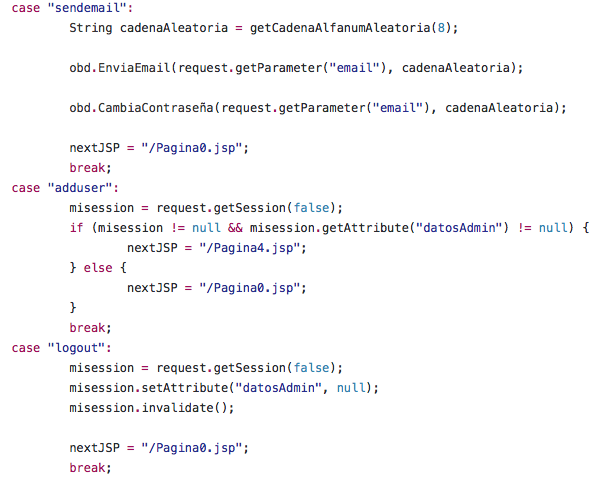 case "sendemail":
String cadenaAleatoria = getCadenaAlfanumAleatoria(8);
obd.EnviaEmail(request.getParameter("email"), cadenaAleatoria);
obd.CambiaContraseña(request.getParameter("email"), cadenaAleatoria);
nextJSP = "/Pagina0.jsp";
break;
case "adduser":
misession = request.getSession(false);
if (misession != null && misession.getAttribute("datosAdmin") != null) {
nextJSP = "/Pagina4.jsp";
} else {
nextJSP = "/Pagina0.jsp";
}
break;
case "logout":
misession = request.getSession(false);
misession.setAttribute("datosAdmin", null);
misession.invalidate();
nextJSP = "/Pagina0.jsp";
break;